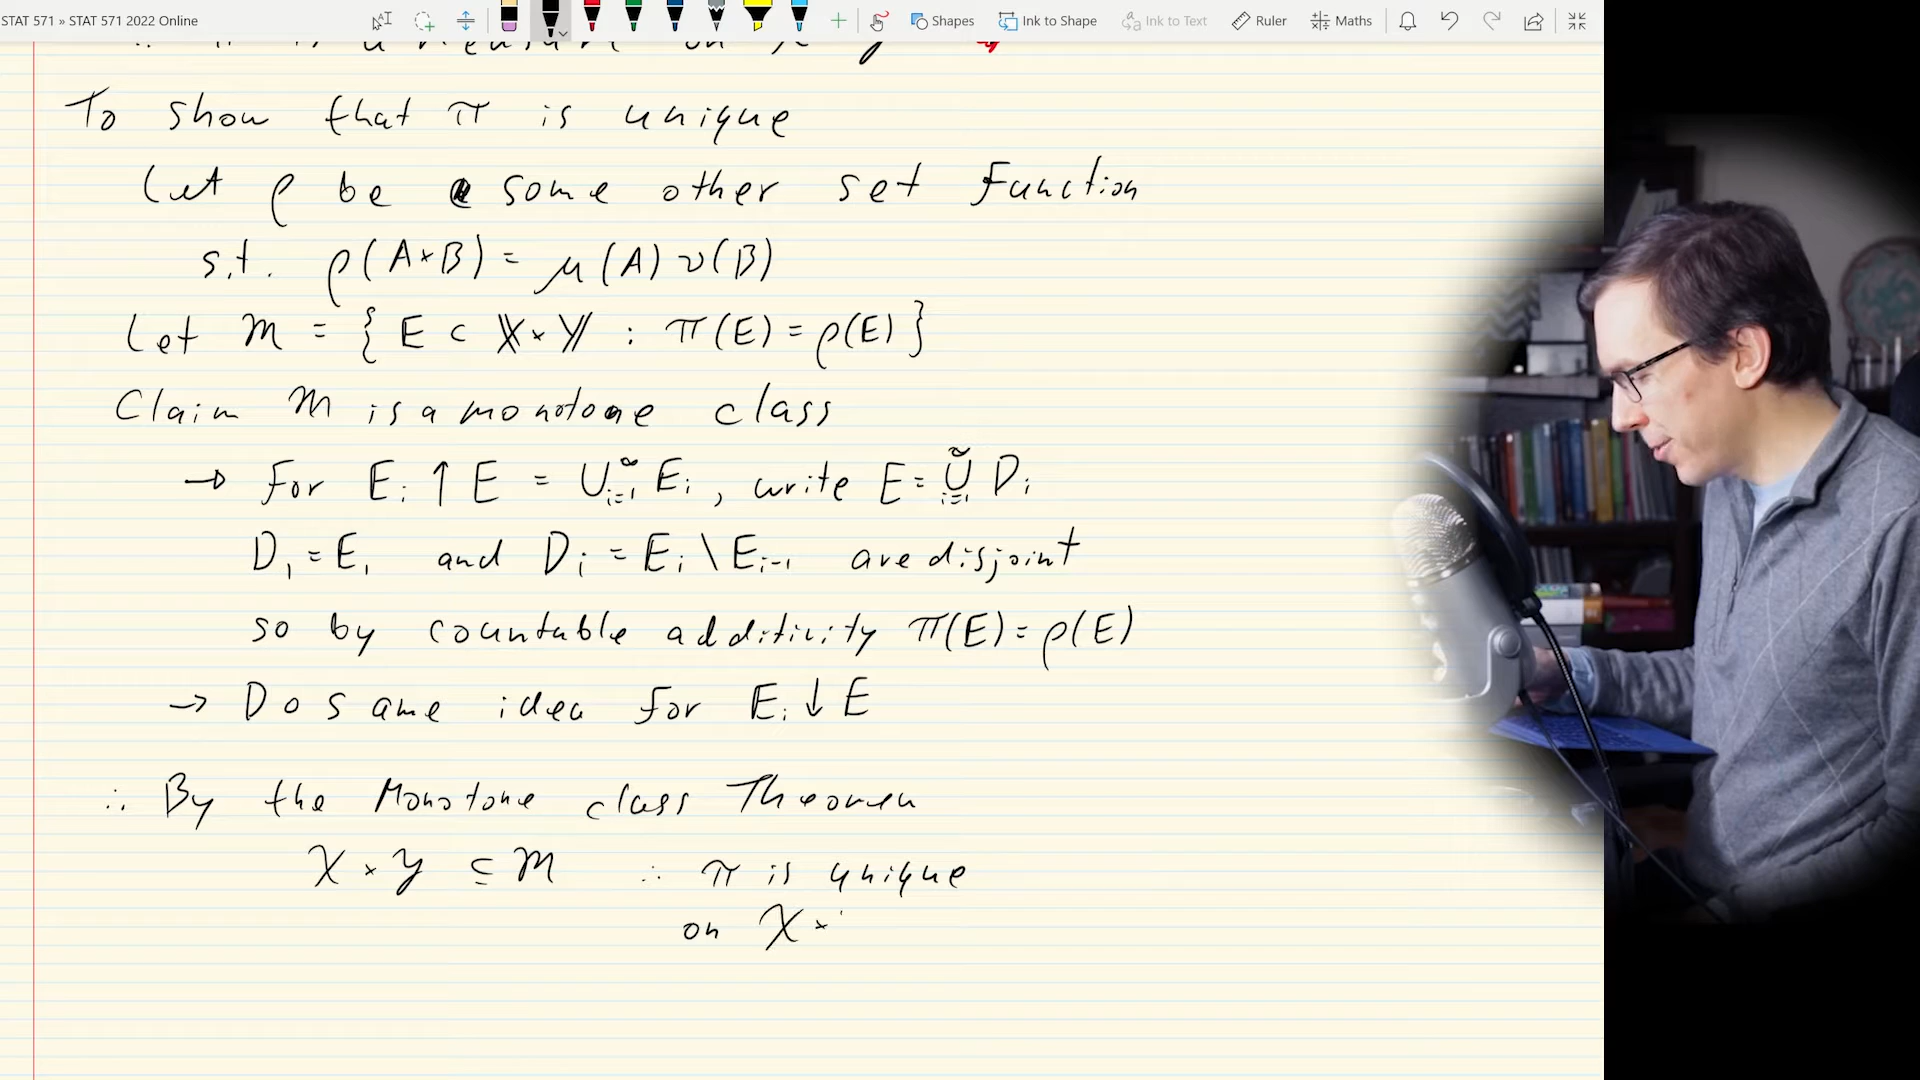 STAT 571 » STAT 571 2022 Online
Shapes Ink to Shape Ink to Text Ruler Maths
∴ π is a measure on X × Y
To show that π is unique
Let ρ be some other set function
s.t. ρ(A×B) = μ(A) ν(B)
Let M = { E ⊂ 𝕏×𝕐 : π(E) = ρ(E) }
Claim M is a monotone class
→ For E_i ↑ E = ∪_{i=1}^∞ E_i, write E = ∪_{i=1}^∞ D_i
D_1 = E_1 and D_i = E_i \ E_{i-1} are disjoint
so by countable additivity π(E) = ρ(E)
→ Do same idea for E_i ↓ E
∴ By the Monotone class Theorem
X × Y ⊆ M ∴ π is unique
on X ×